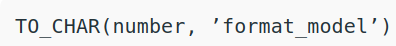 TO_CHAR(number, ’format_model’)